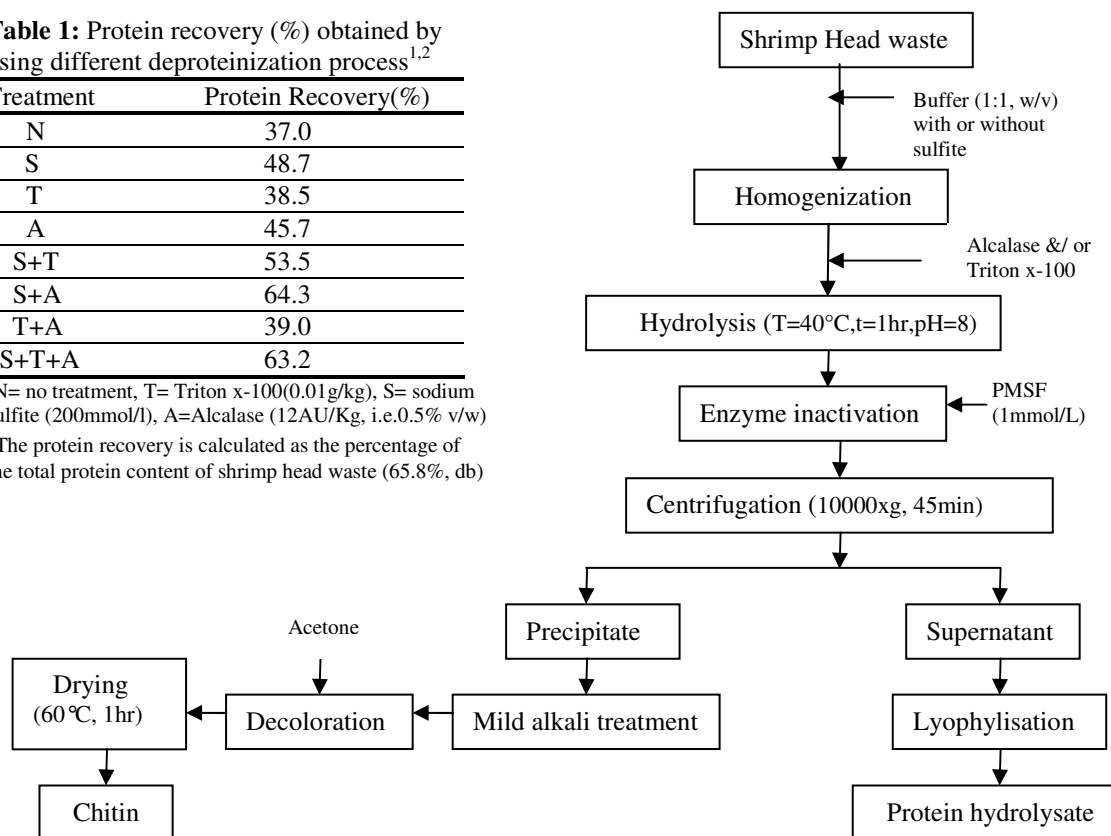 Table 1: Protein recovery (%) obtained by
sing different deproteinization process1,2
Treatment Protein Recovery(%)
N 37.0
S 48.7
T 38.5
A 45.7
S+T 53.5
S+A 64.3
T+A 39.0
S+T+A 63.2
N= no treatment, T= Triton x-100(0.01g/kg), S= sodium
ulfite (200mmol/l), A=Alcalase (12AU/Kg, i.e.0.5% v/w)
The protein recovery is calculated as the percentage of
he total protein content of shrimp head waste (65.8%, db)
Shrimp Head waste
Buffer (1:1, w/v)
with or without
sulfite
Homogenization
Alcalase &/ or
Triton x-100
Hydrolysis (T=40°C,t=1hr,pH=8)
Enzyme inactivation
PMSF
(1mmol/L)
Centrifugation (10000xg, 45min)
Precipitate
Supernatant
Acetone
Drying
(60℃, 1hr)
Decoloration
Mild alkali treatment
Lyophylisation
Chitin
Protein hydrolysate